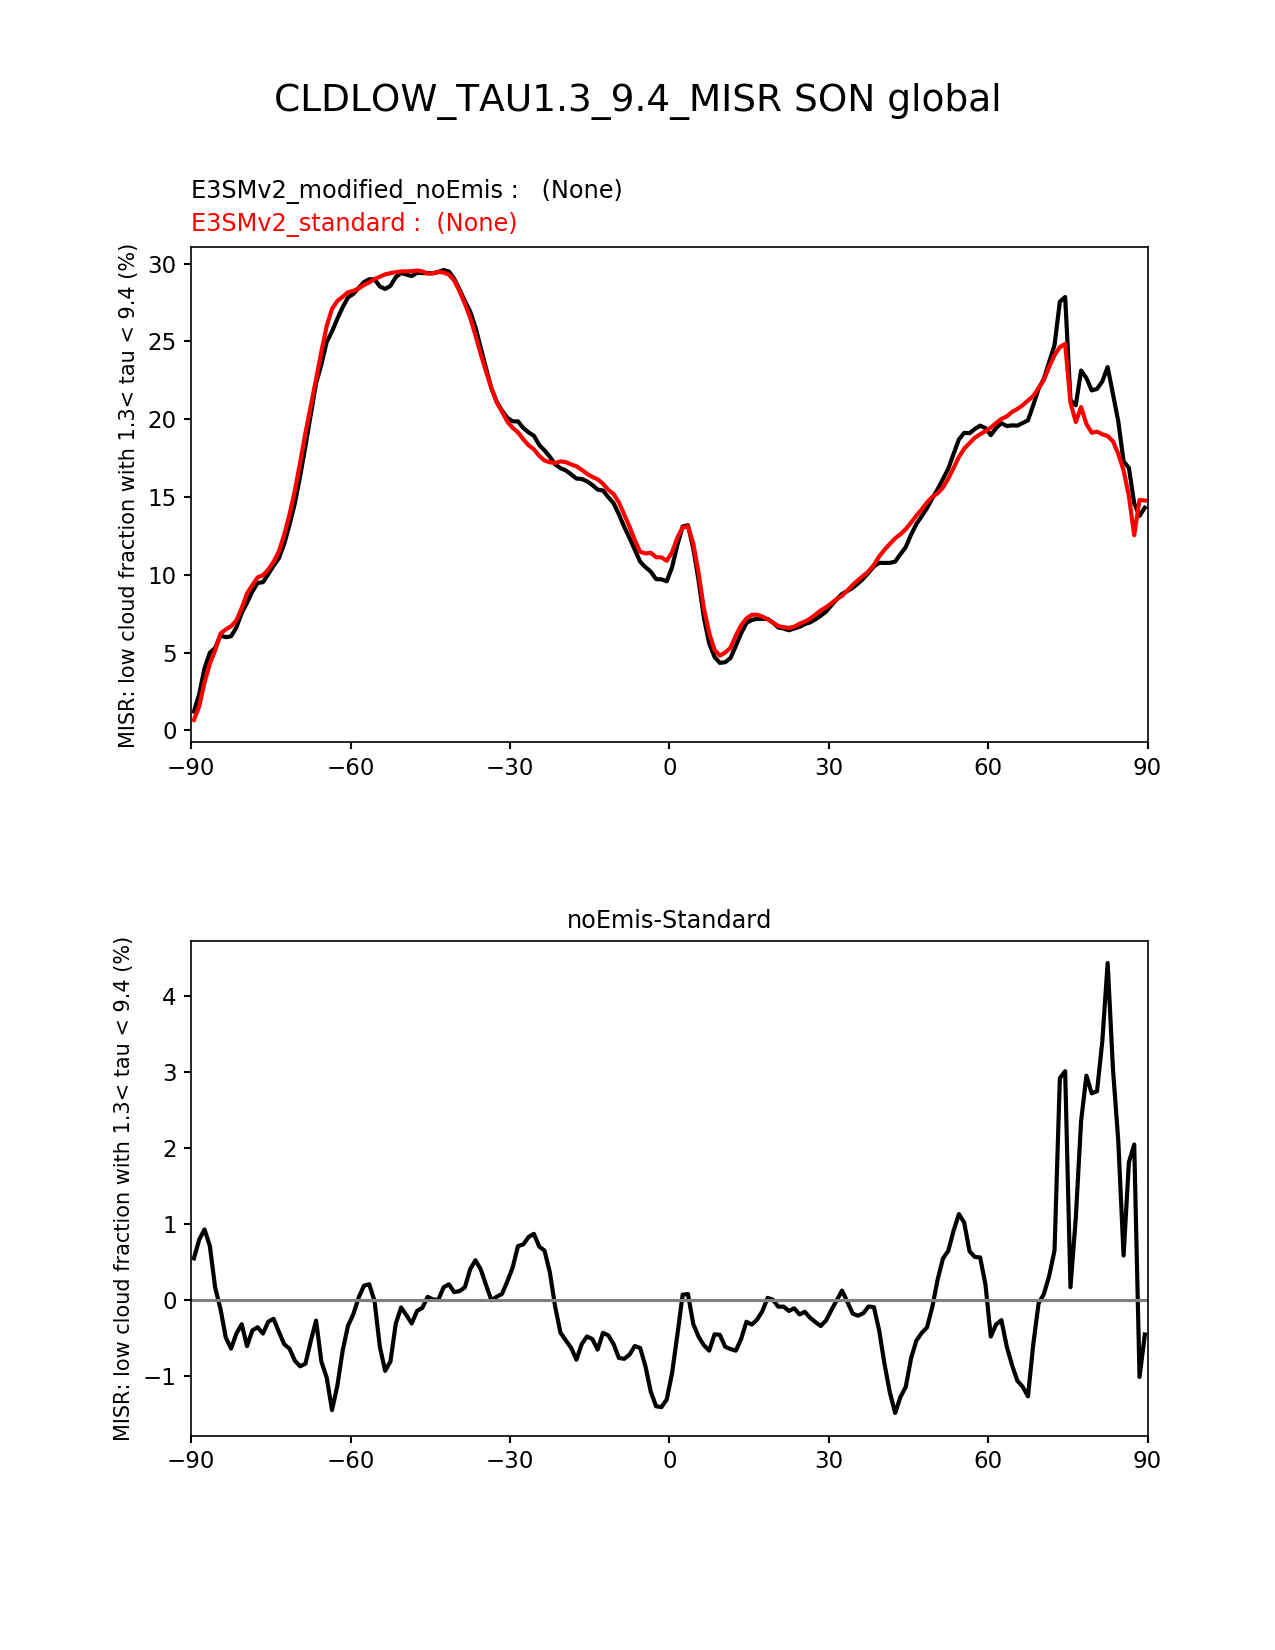 CLDLOW_TAU1.3_9.4_MISR SON global
E3SMv2_modified_noEmis :   (None)
E3SMv2_standard :  (None)
MISR: low cloud fraction with 1.3< tau < 9.4 (%)
30
25
20
15
10
5
0
−90 −60 −30 0 30 60 90
noEmis-Standard
MISR: low cloud fraction with 1.3< tau < 9.4 (%)
4
3
2
1
0
−1
−90 −60 −30 0 30 60 90